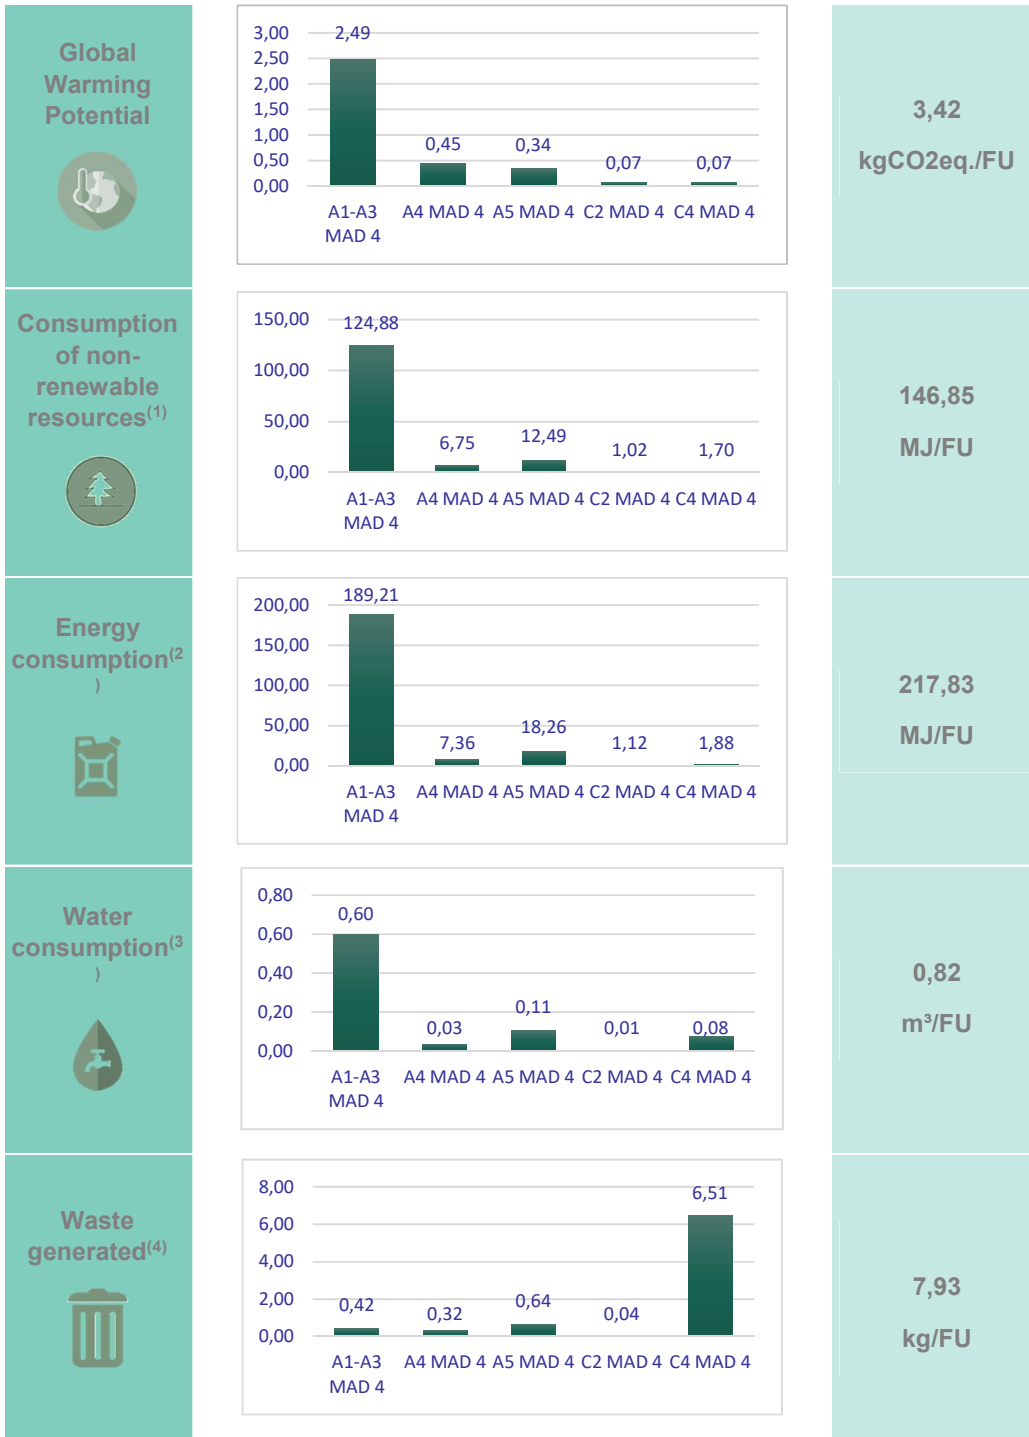 Global
Warming
Potential
3,00
2,50
2,00
1,50
1,00
0,50
0,00
2,49
0,45
0,34
0,07
0,07
A1-A3
MAD 4
A4 MAD 4
A5 MAD 4
C2 MAD 4
C4 MAD 4
3,42
kgCO2eq./FU
Consumption
of non-
renewable
resources(1)
150,00
100,00
50,00
0,00
124,88
6,75
12,49
1,02
1,70
A1-A3
MAD 4
A4 MAD 4
A5 MAD 4
C2 MAD 4
C4 MAD 4
146,85
MJ/FU
Energy
consumption(2
)
200,00
150,00
100,00
50,00
0,00
189,21
7,36
18,26
1,12
1,88
A1-A3
MAD 4
A4 MAD 4
A5 MAD 4
C2 MAD 4
C4 MAD 4
217,83
MJ/FU
Water
consumption(3
)
0,80
0,60
0,40
0,20
0,00
0,60
0,03
0,11
0,01
0,08
A1-A3
MAD 4
A4 MAD 4
A5 MAD 4
C2 MAD 4
C4 MAD 4
0,82
m³/FU
Waste
generated(4)
8,00
6,00
4,00
2,00
0,00
0,42
0,32
0,64
0,04
6,51
A1-A3
MAD 4
A4 MAD 4
A5 MAD 4
C2 MAD 4
C4 MAD 4
7,93
kg/FU